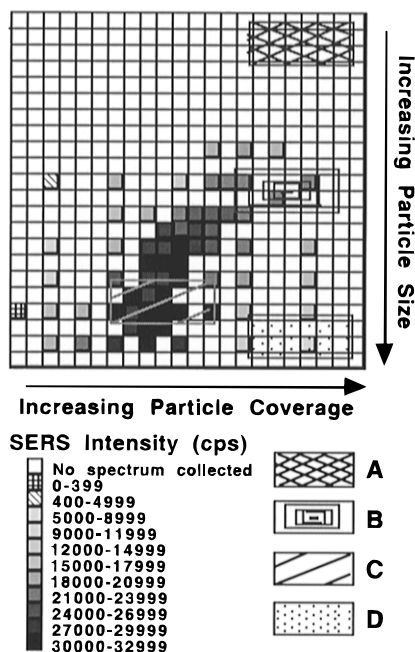 Increasing Particle Size
Increasing Particle Coverage
SERS Intensity (cps)
No spectrum collected
0-399
400-4999
5000-8999
9000-11999
12000-14999
15000-17999
18000-20999
21000-23999
24000-26999
27000-29999
30000-32999
A
B
C
D